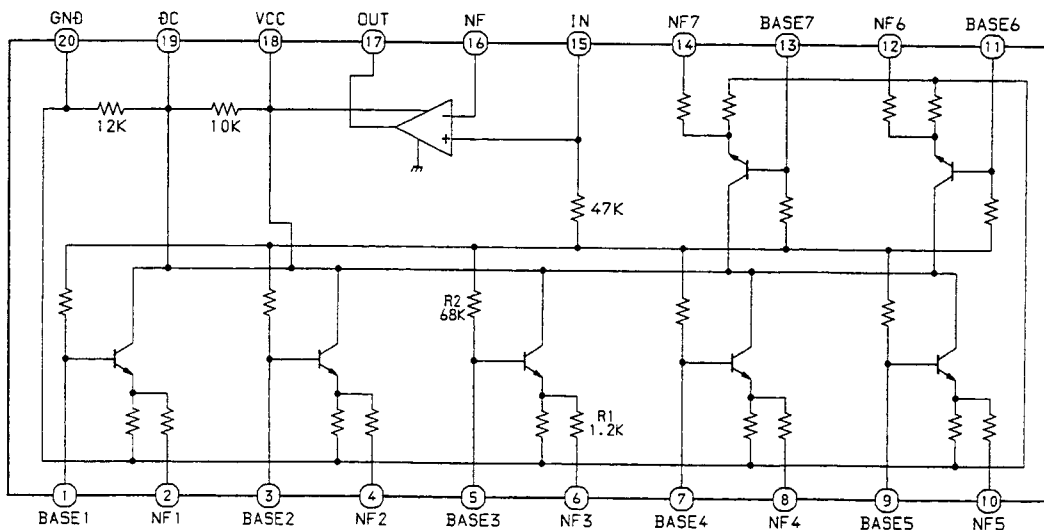 GND DC VCC OUT NF IN NF7 BASE7 NF6 BASE6
20 19 18 17 16 15 14 13 12 11
12K 10K
− +
47K
R2
68K
R1
1.2K
1 2 3 4 5 6 7 8 9 10
BASE1 NF1 BASE2 NF2 BASE3 NF3 BASE4 NF4 BASE5 NF5